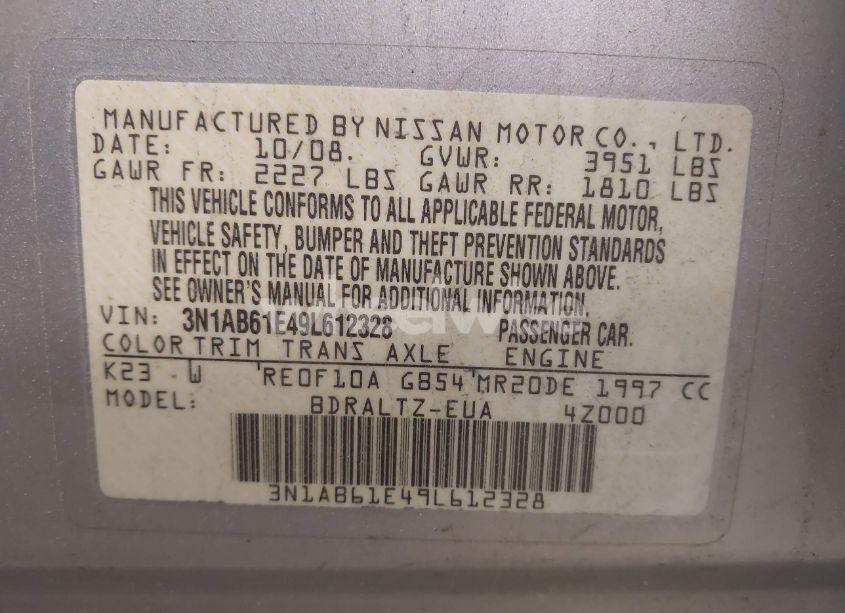 MANUFACTURED BY NISSAN MOTOR CO., LTD.
DATE: 10/08. GVWR: 3951 LBS
GAWR FR: 2227 LBS GAWR RR: 1810 LBS
THIS VEHICLE CONFORMS TO ALL APPLICABLE FEDERAL MOTOR,
VEHICLE SAFETY, BUMPER AND THEFT PREVENTION STANDARDS
IN EFFECT ON THE DATE OF MANUFACTURE SHOWN ABOVE.
SEE OWNER'S MANUAL FOR ADDITIONAL INFORMATION.
VIN: 3N1AB61E49L612328 PASSENGER CAR.
COLOR TRIM TRANS AXLE ENGINE
K23 W RE0F10A GB54 MR20DE 1997 CC
MODEL: BDRALTZ-EUA 4Z000
3N1AB61E49L612328